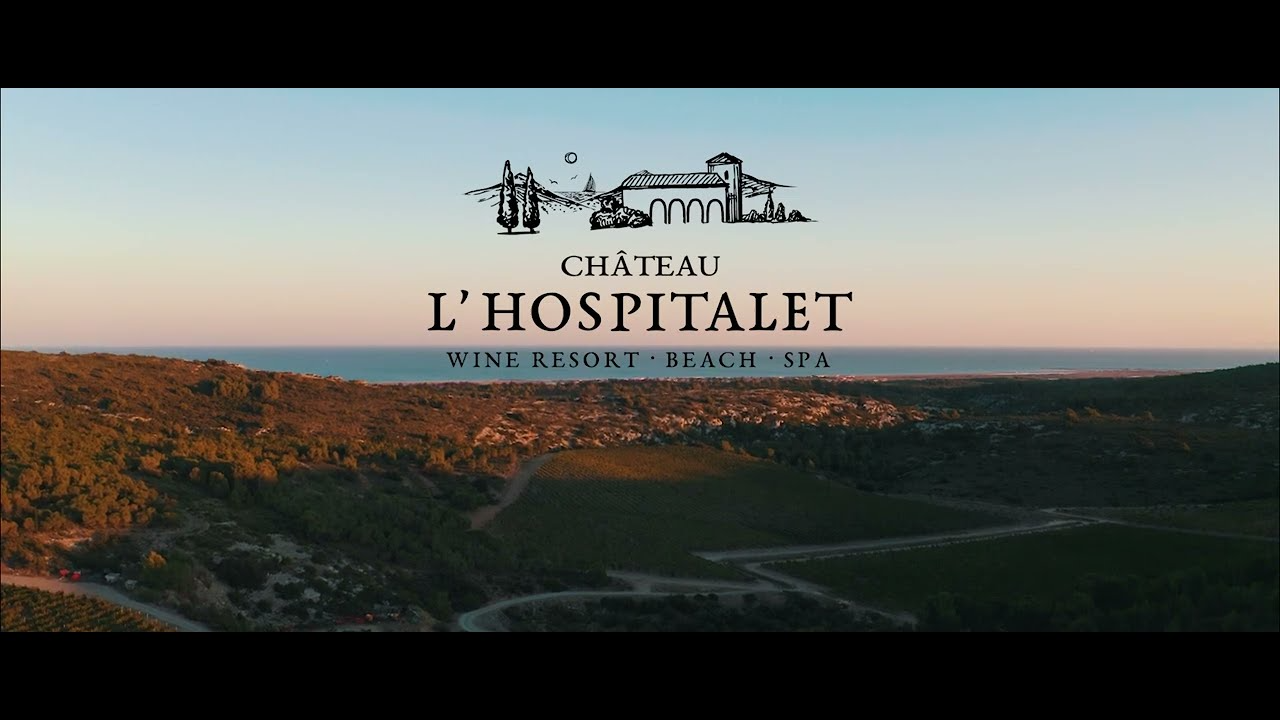 CHÂTEAU
L'HOSPITALET
WINE RESORT · BEACH · SPA